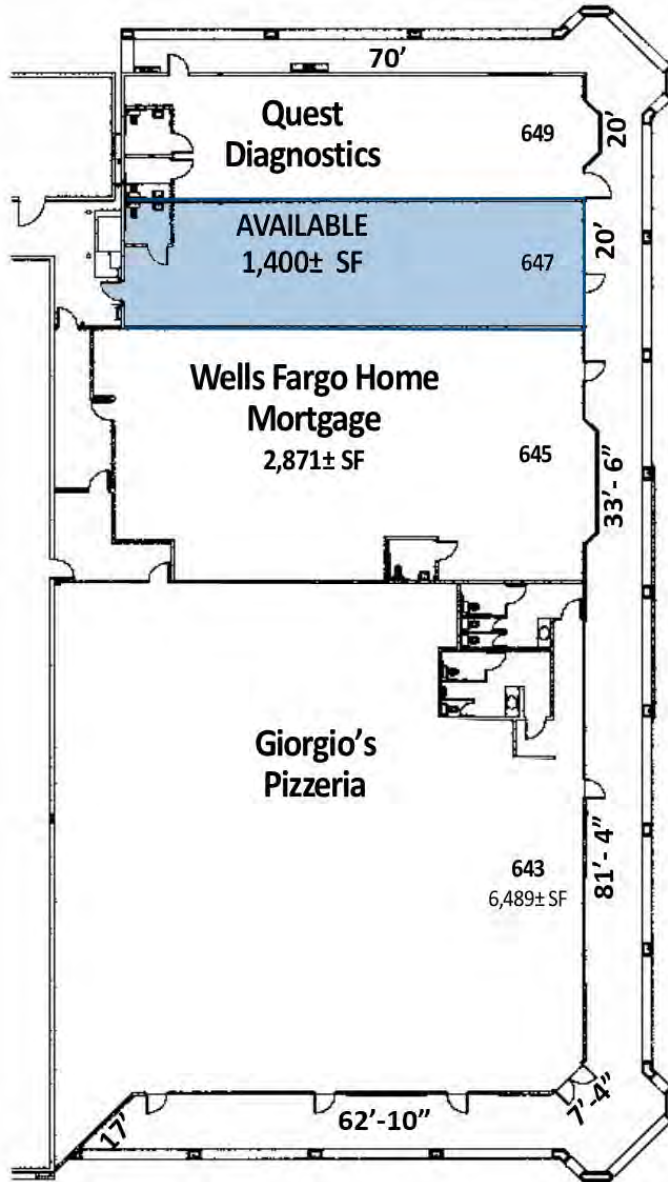 70'
Quest
Diagnostics
649
20'
AVAILABLE
1,400± SF
647
20'
Wells Fargo Home
Mortgage
2,871± SF
645
33'- 6"
Giorgio's
Pizzeria
643
6,489± SF
81'- 4"
17'
62'-10"
7'-4"